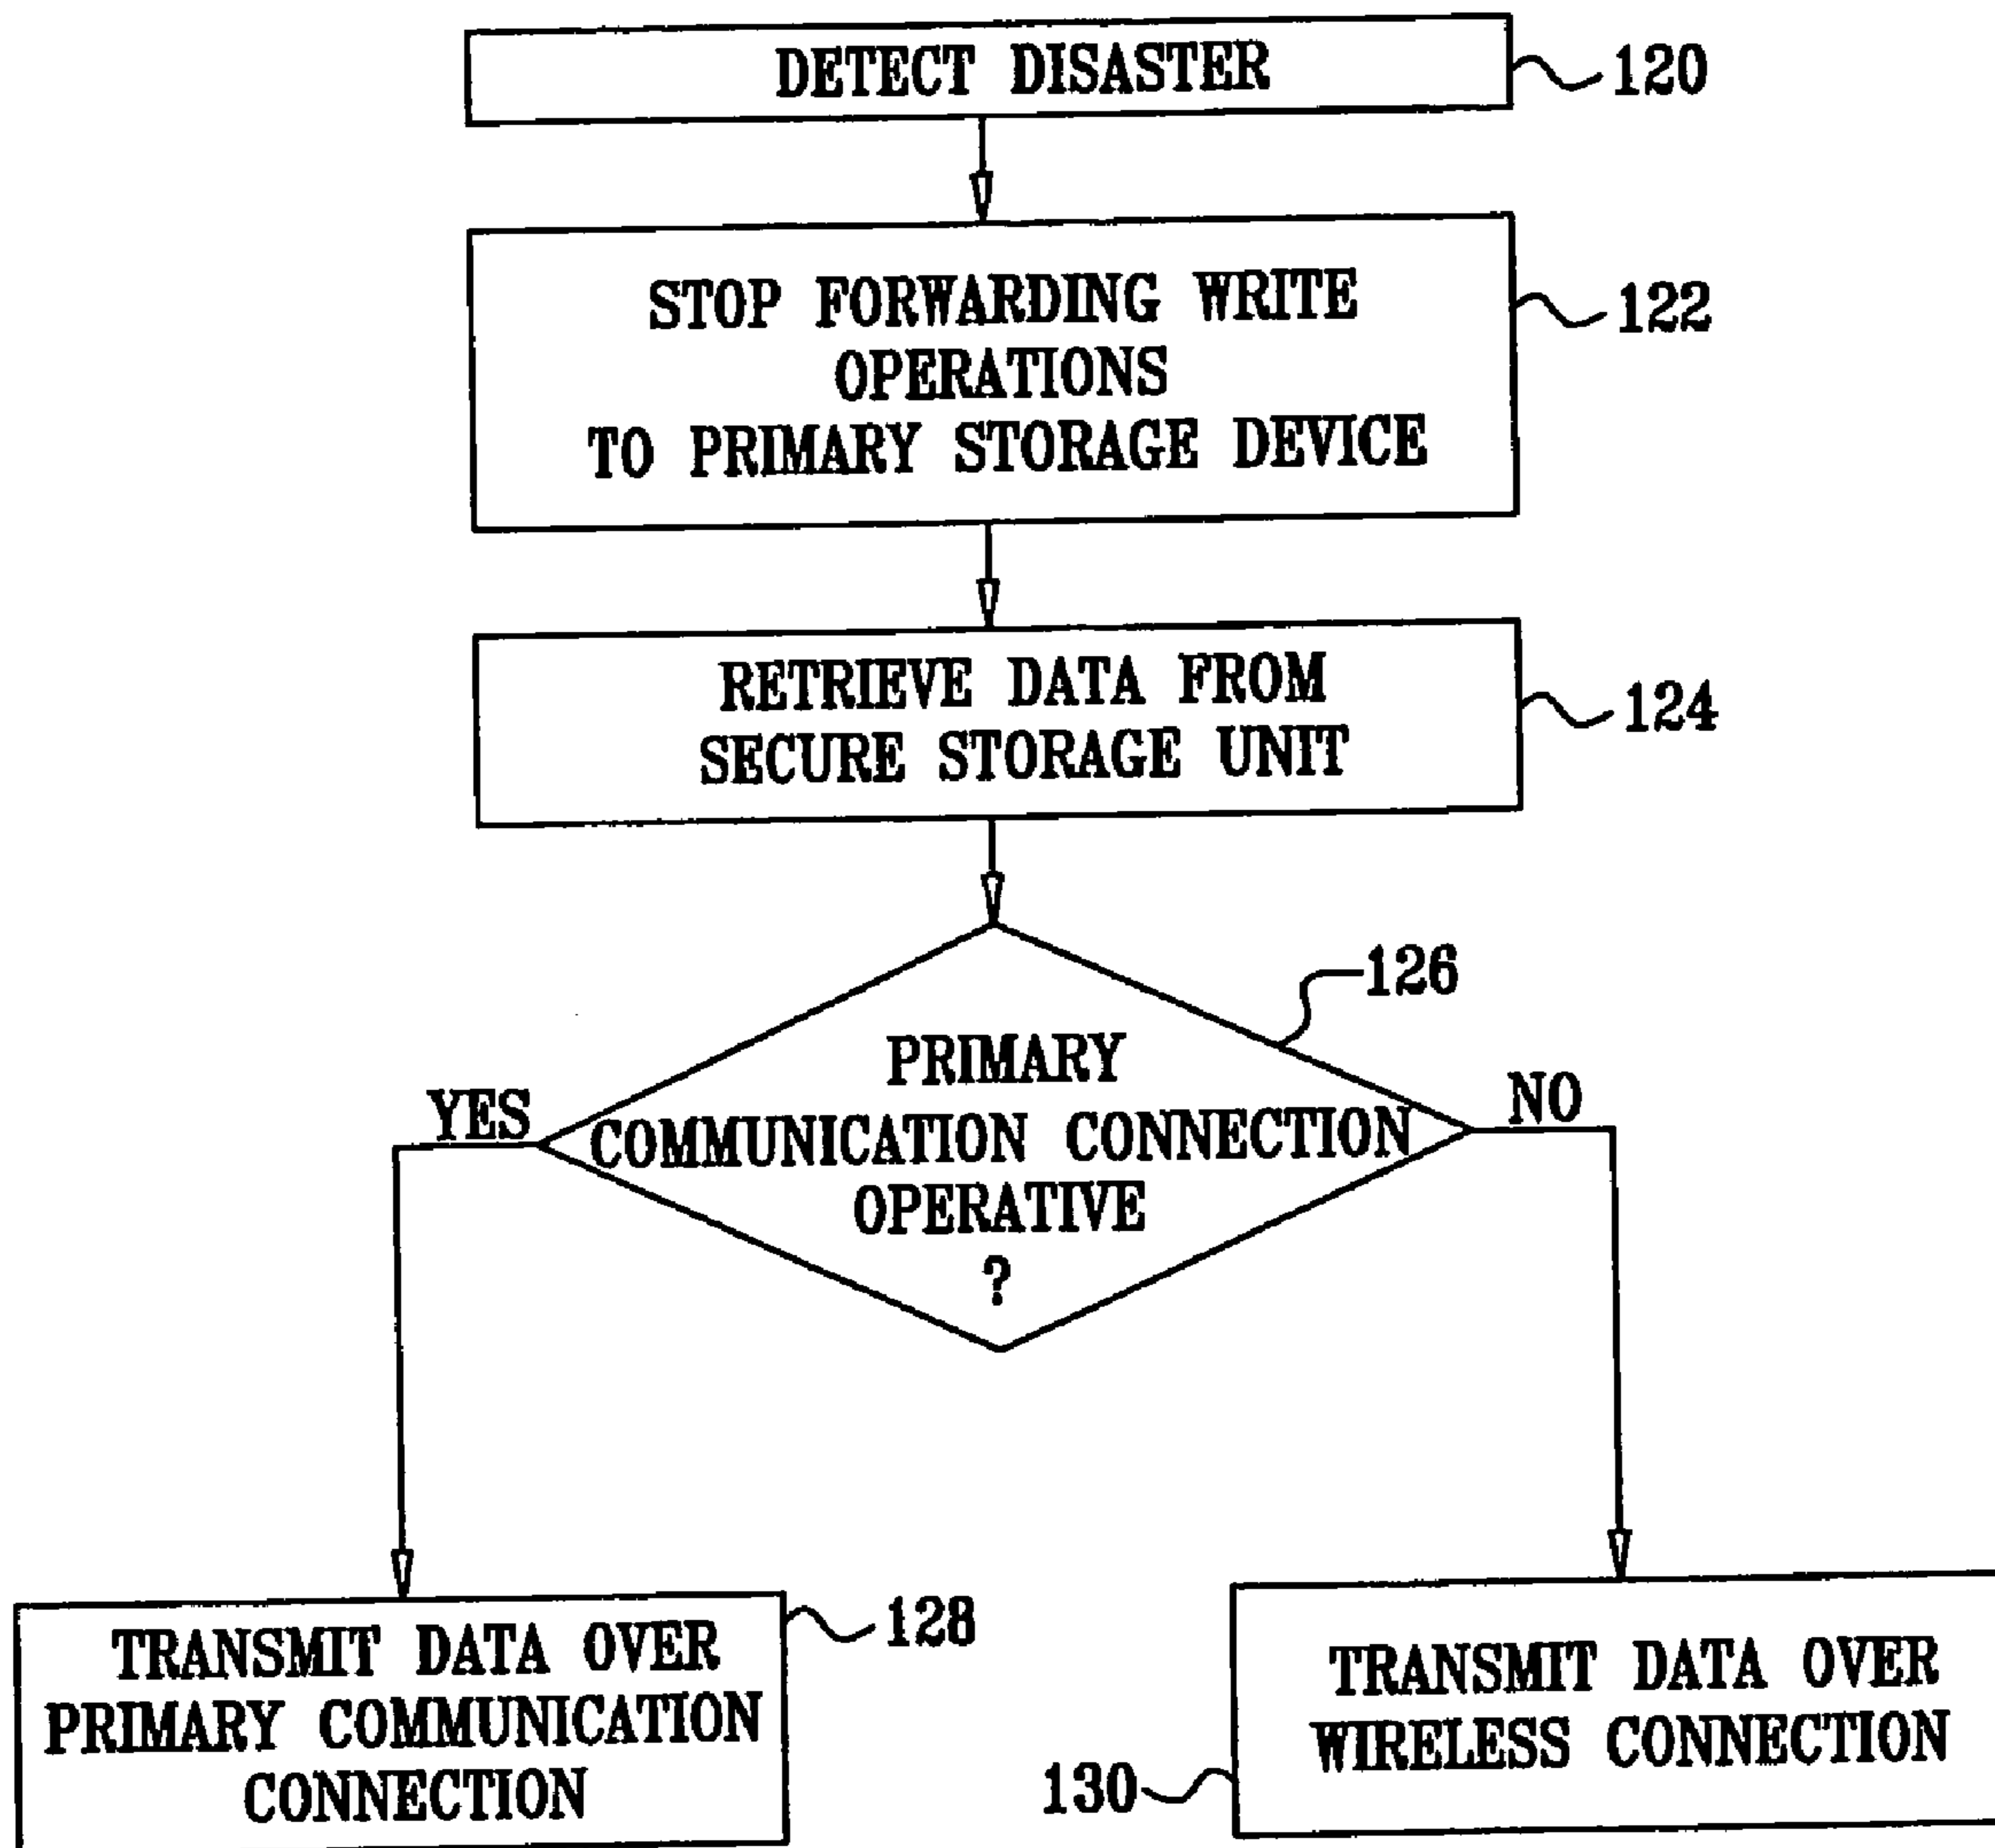 DETECT DISASTER
120
STOP FORWARDING WRITE
OPERATIONS
TO PRIMARY STORAGE DEVICE
122
RETRIEVE DATA FROM
SECURE STORAGE UNIT
124
126
PRIMARY
COMMUNICATION CONNECTION
OPERATIVE
?
YES
NO
TRANSMIT DATA OVER
PRIMARY COMMUNICATION
CONNECTION
128
TRANSMIT DATA OVER
WIRELESS CONNECTION
130